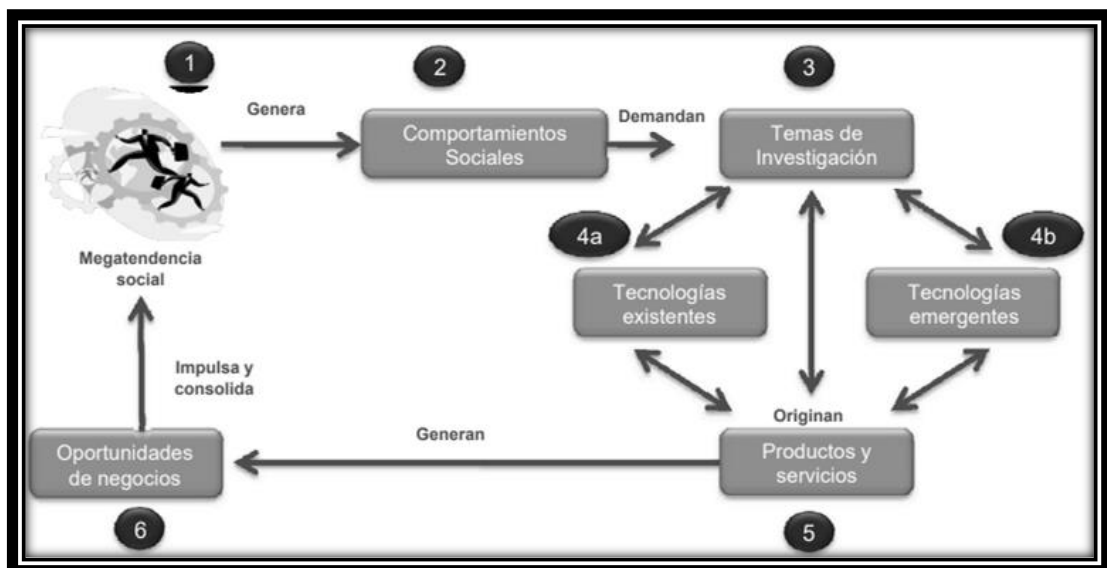 1
2
3
Genera
Comportamientos
Sociales
Demandan
Temas de
Investigación
4a
4b
Megatendencia
social
Tecnologías
existentes
Tecnologías
emergentes
Impulsa y
consolida
Originan
Generan
Oportunidades
de negocios
Productos y
servicios
6
5